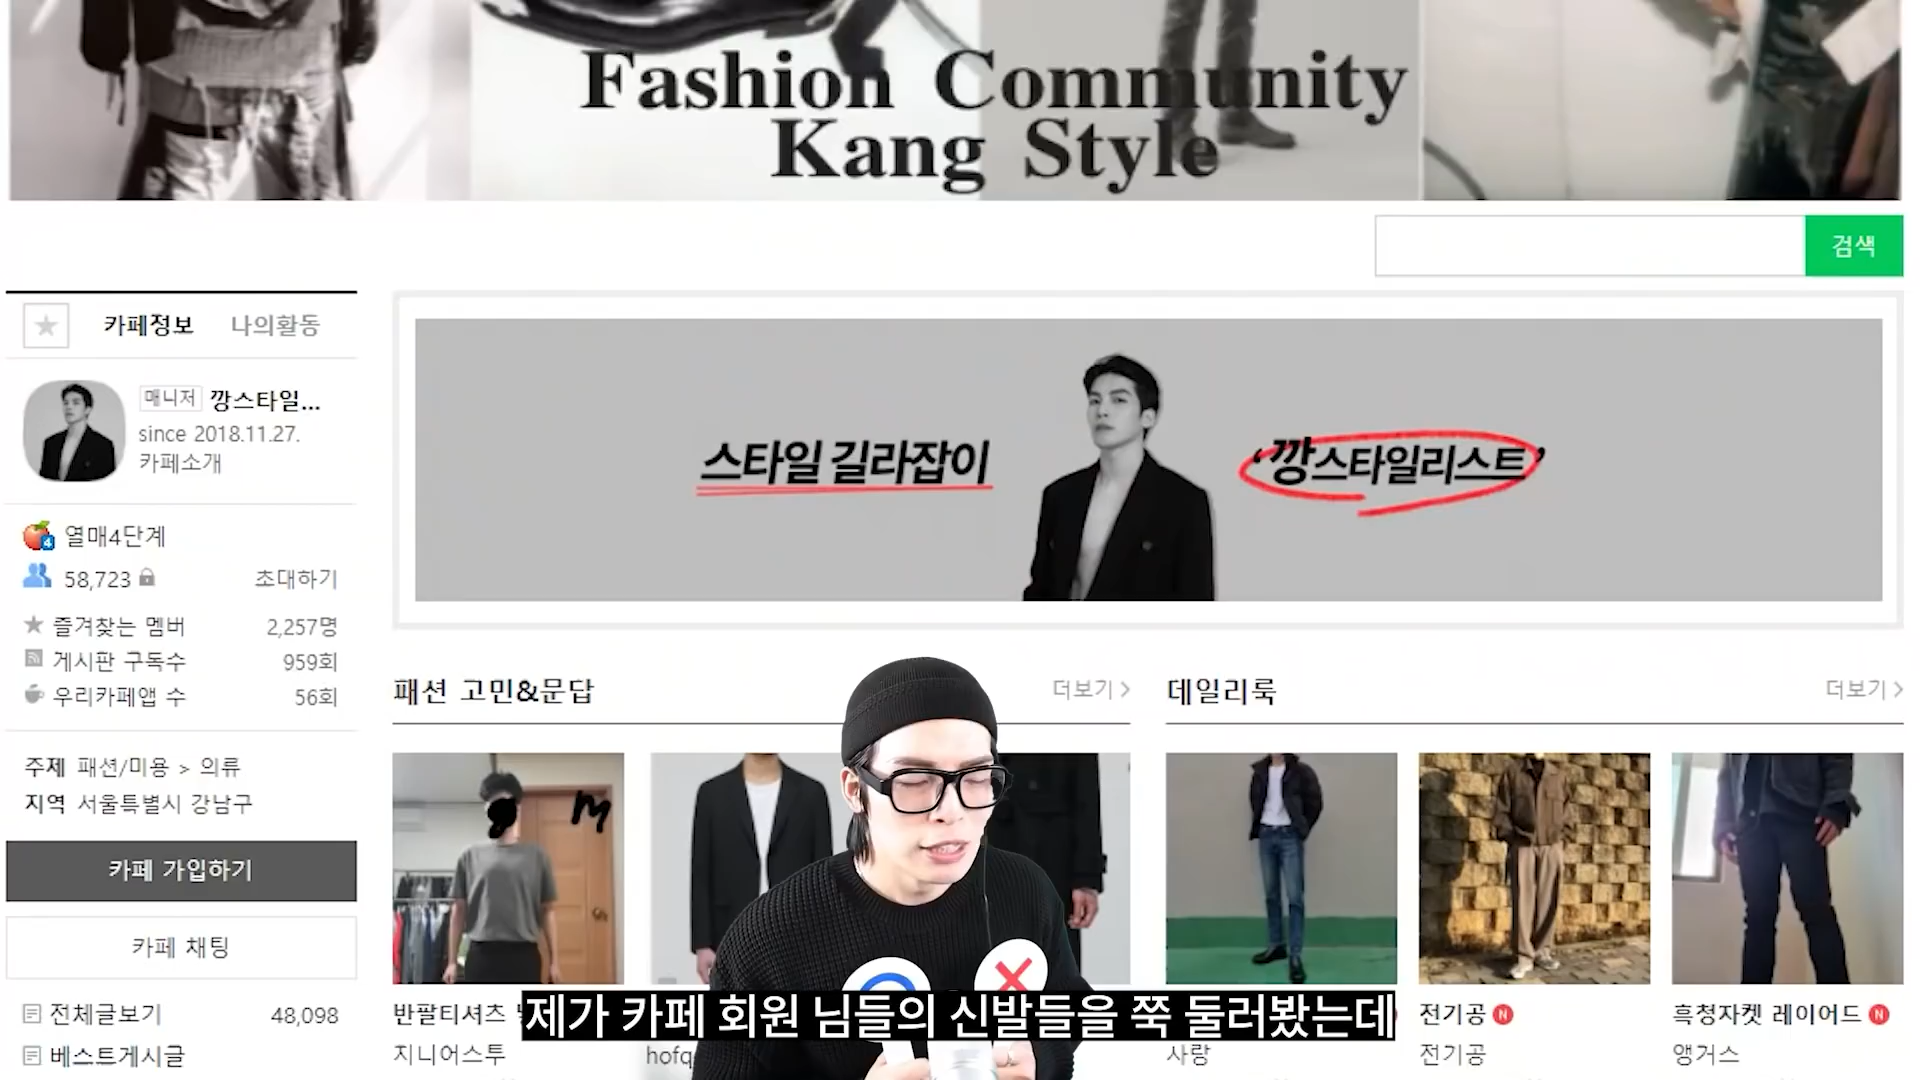 Fashion Community
Kang Style
검색
카페정보 나의활동
매니저 깡스타일...
since 2018.11.27.
카페소개
스타일 길라잡이
‘깡스타일리스트’
열매4단계
58,723 초대하기
즐겨찾는 멤버 2,257명
게시판 구독수 959회
우리카페앱 수 56회
패션 고민&문답 더보기 >
데일리룩 더보기 >
주제 패션/미용 > 의류
지역 서울특별시 강남구
카페 가입하기
카페 채팅
전체글보기 48,098
베스트게시글
반팔티셔츠
지니어스투
hofq
사랑
전기공 N
전기공
흑청자켓 레이어드 N
앵거스
제가 카페 회원 님들의 신발들을 쭉 둘러봤는데